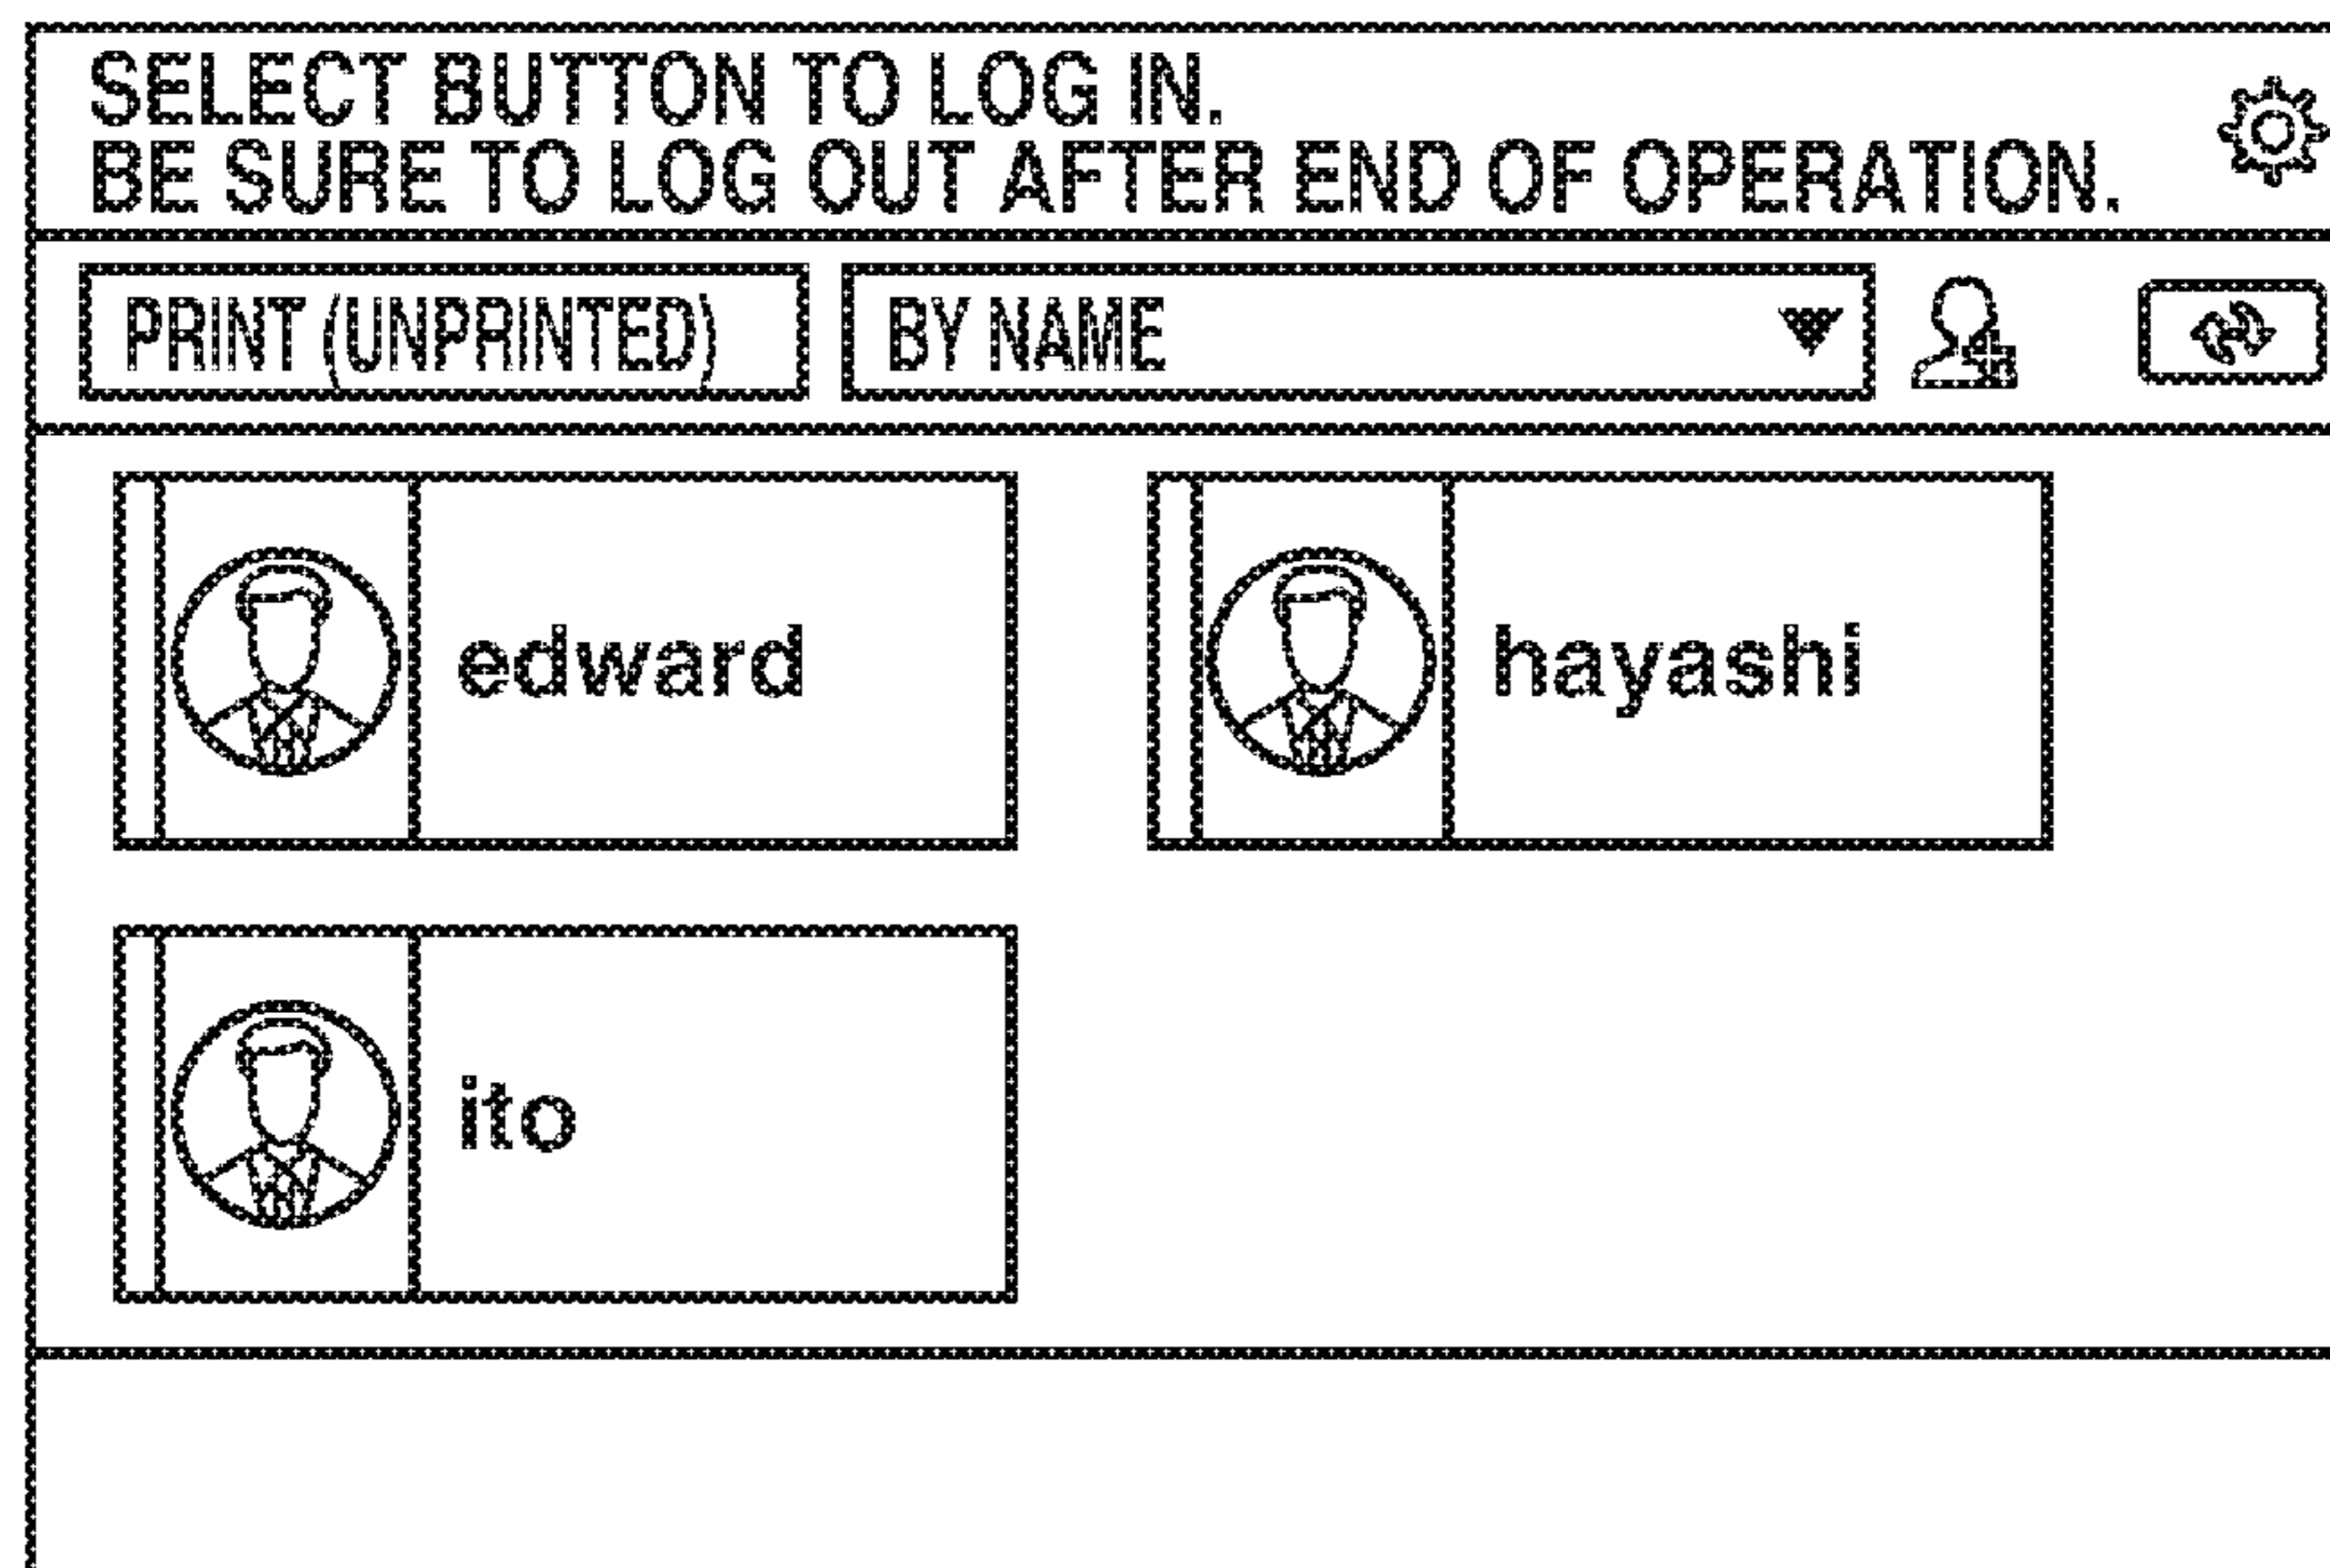 SELECT BUTTON TO LOG IN.
BE SURE TO LOG OUT AFTER END OF OPERATION.
PRINT (UNPRINTED)
BY NAME
edward
hayashi
ito